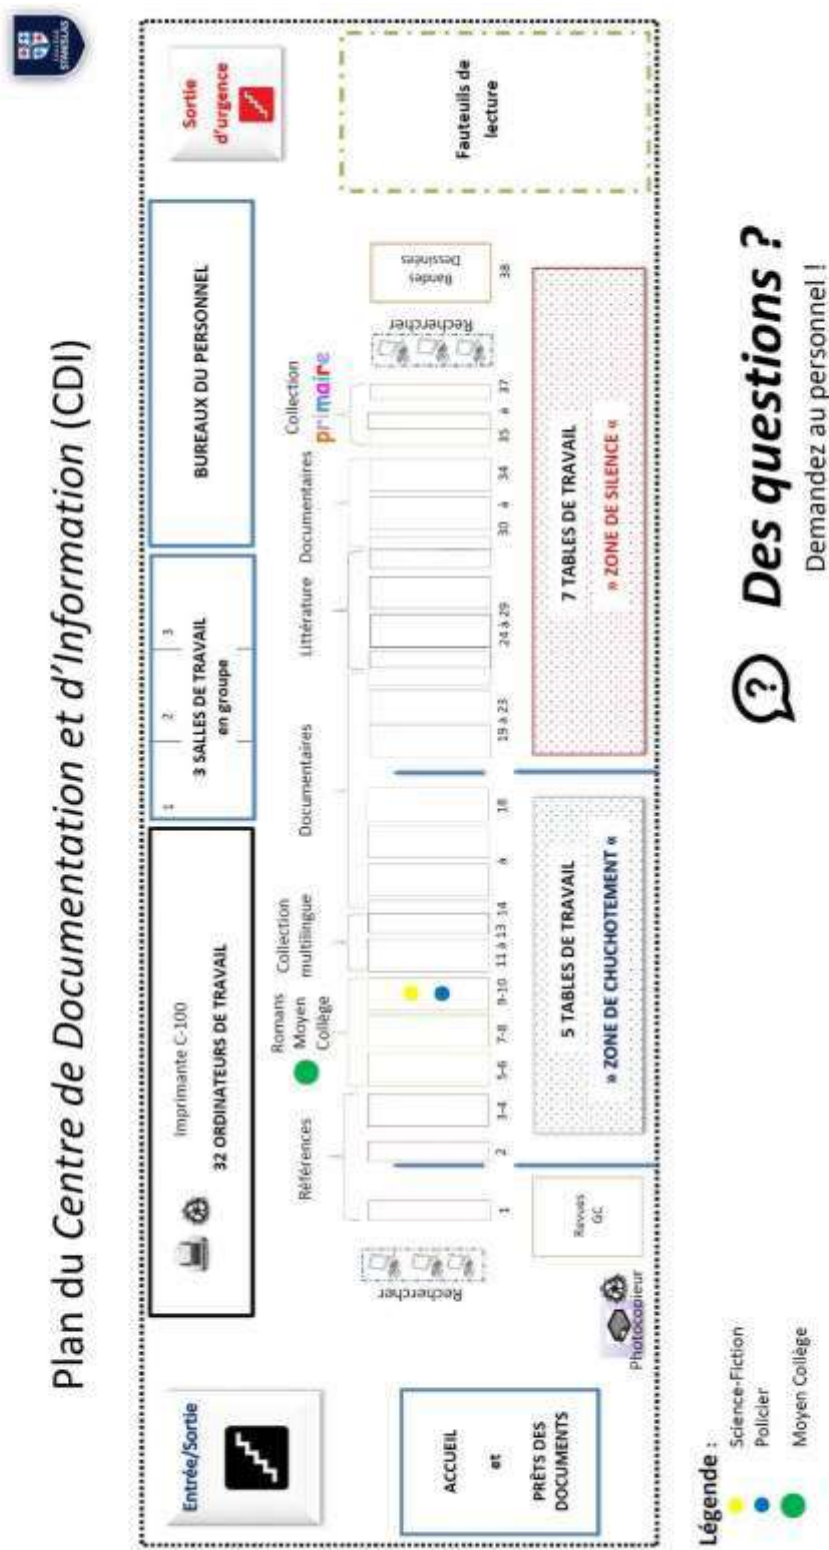 COLLÈGE
STANISLAS
Plan du Centre de Documentation et d'Information (CDI)
Entrée/Sortie
Imprimante C-100
32 ORDINATEURS DE TRAVAIL
1
2
3
3 SALLES DE TRAVAIL
en groupe
BUREAUX DU PERSONNEL
Sortie
d'urgence
Références
Romans
Moyen
Collège
Collection
multilingue
Documentaires
Littérature
Documentaires
Collection
primaire
Rechercher
Rechercher
Bandes
Dessinées
Fauteuils de
lecture
1
2
3-4
5-6
7-8
9-10
11 à 13
14
à
18
19 à 23
24 à 29
30
à
34
35
à
37
38
ACCUEIL
et
PRÊTS DES
DOCUMENTS
Photocopieur
Revues
GC
5 TABLES DE TRAVAIL
» ZONE DE CHUCHOTEMENT «
7 TABLES DE TRAVAIL
» ZONE DE SILENCE «
Légende :
Science-Fiction
Policier
Moyen Collège
? Des questions ?
Demandez au personnel !